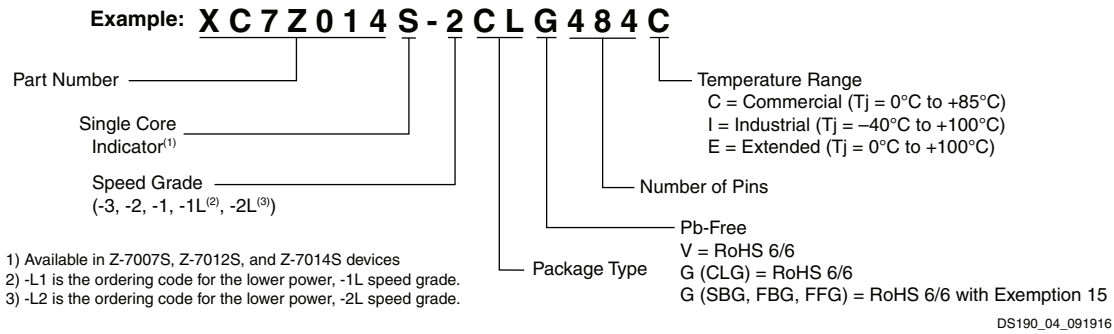 Example: XC7Z014S-2CLG484C
Part Number
Single Core
Indicator(1)
Speed Grade
(-3, -2, -1, -1L(2), -2L(3))
Temperature Range
C = Commercial (Tj = 0°C to +85°C)
I = Industrial (Tj = –40°C to +100°C)
E = Extended (Tj = 0°C to +100°C)
Number of Pins
Pb-Free
V = RoHS 6/6
G (CLG) = RoHS 6/6
G (SBG, FBG, FFG) = RoHS 6/6 with Exemption 15
Package Type
1) Available in Z-7007S, Z-7012S, and Z-7014S devices
2) -L1 is the ordering code for the lower power, -1L speed grade.
3) -L2 is the ordering code for the lower power, -2L speed grade.
DS190_04_091916